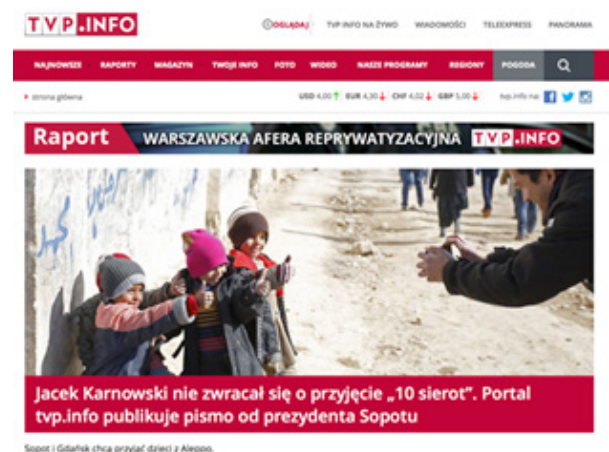 TVP.INFO
OGLĄDAJ TVP INFO NA ŻYWO WIADOMOŚCI TELEEXPRESS PANORAMA
NAJNOWSZE RAPORTY MAGAZYN TWOJE INFO FOTO WIDEO NASZE PROGRAMY REGIONY POGODA
strona główna USD 4,00 EUR 4,30 CHF 4,02 GBP 5,00 tvp.info na:
Raport WARSZAWSKA AFERA REPRYWATYZACYJNA TVP.INFO
Jacek Karnowski nie zwracał się o przyjęcie „10 sierot”. Portal
tvp.info publikuje pismo od prezydenta Sopotu
Sopot i Gdańsk chcą przyjąć dzieci z Aleppo.